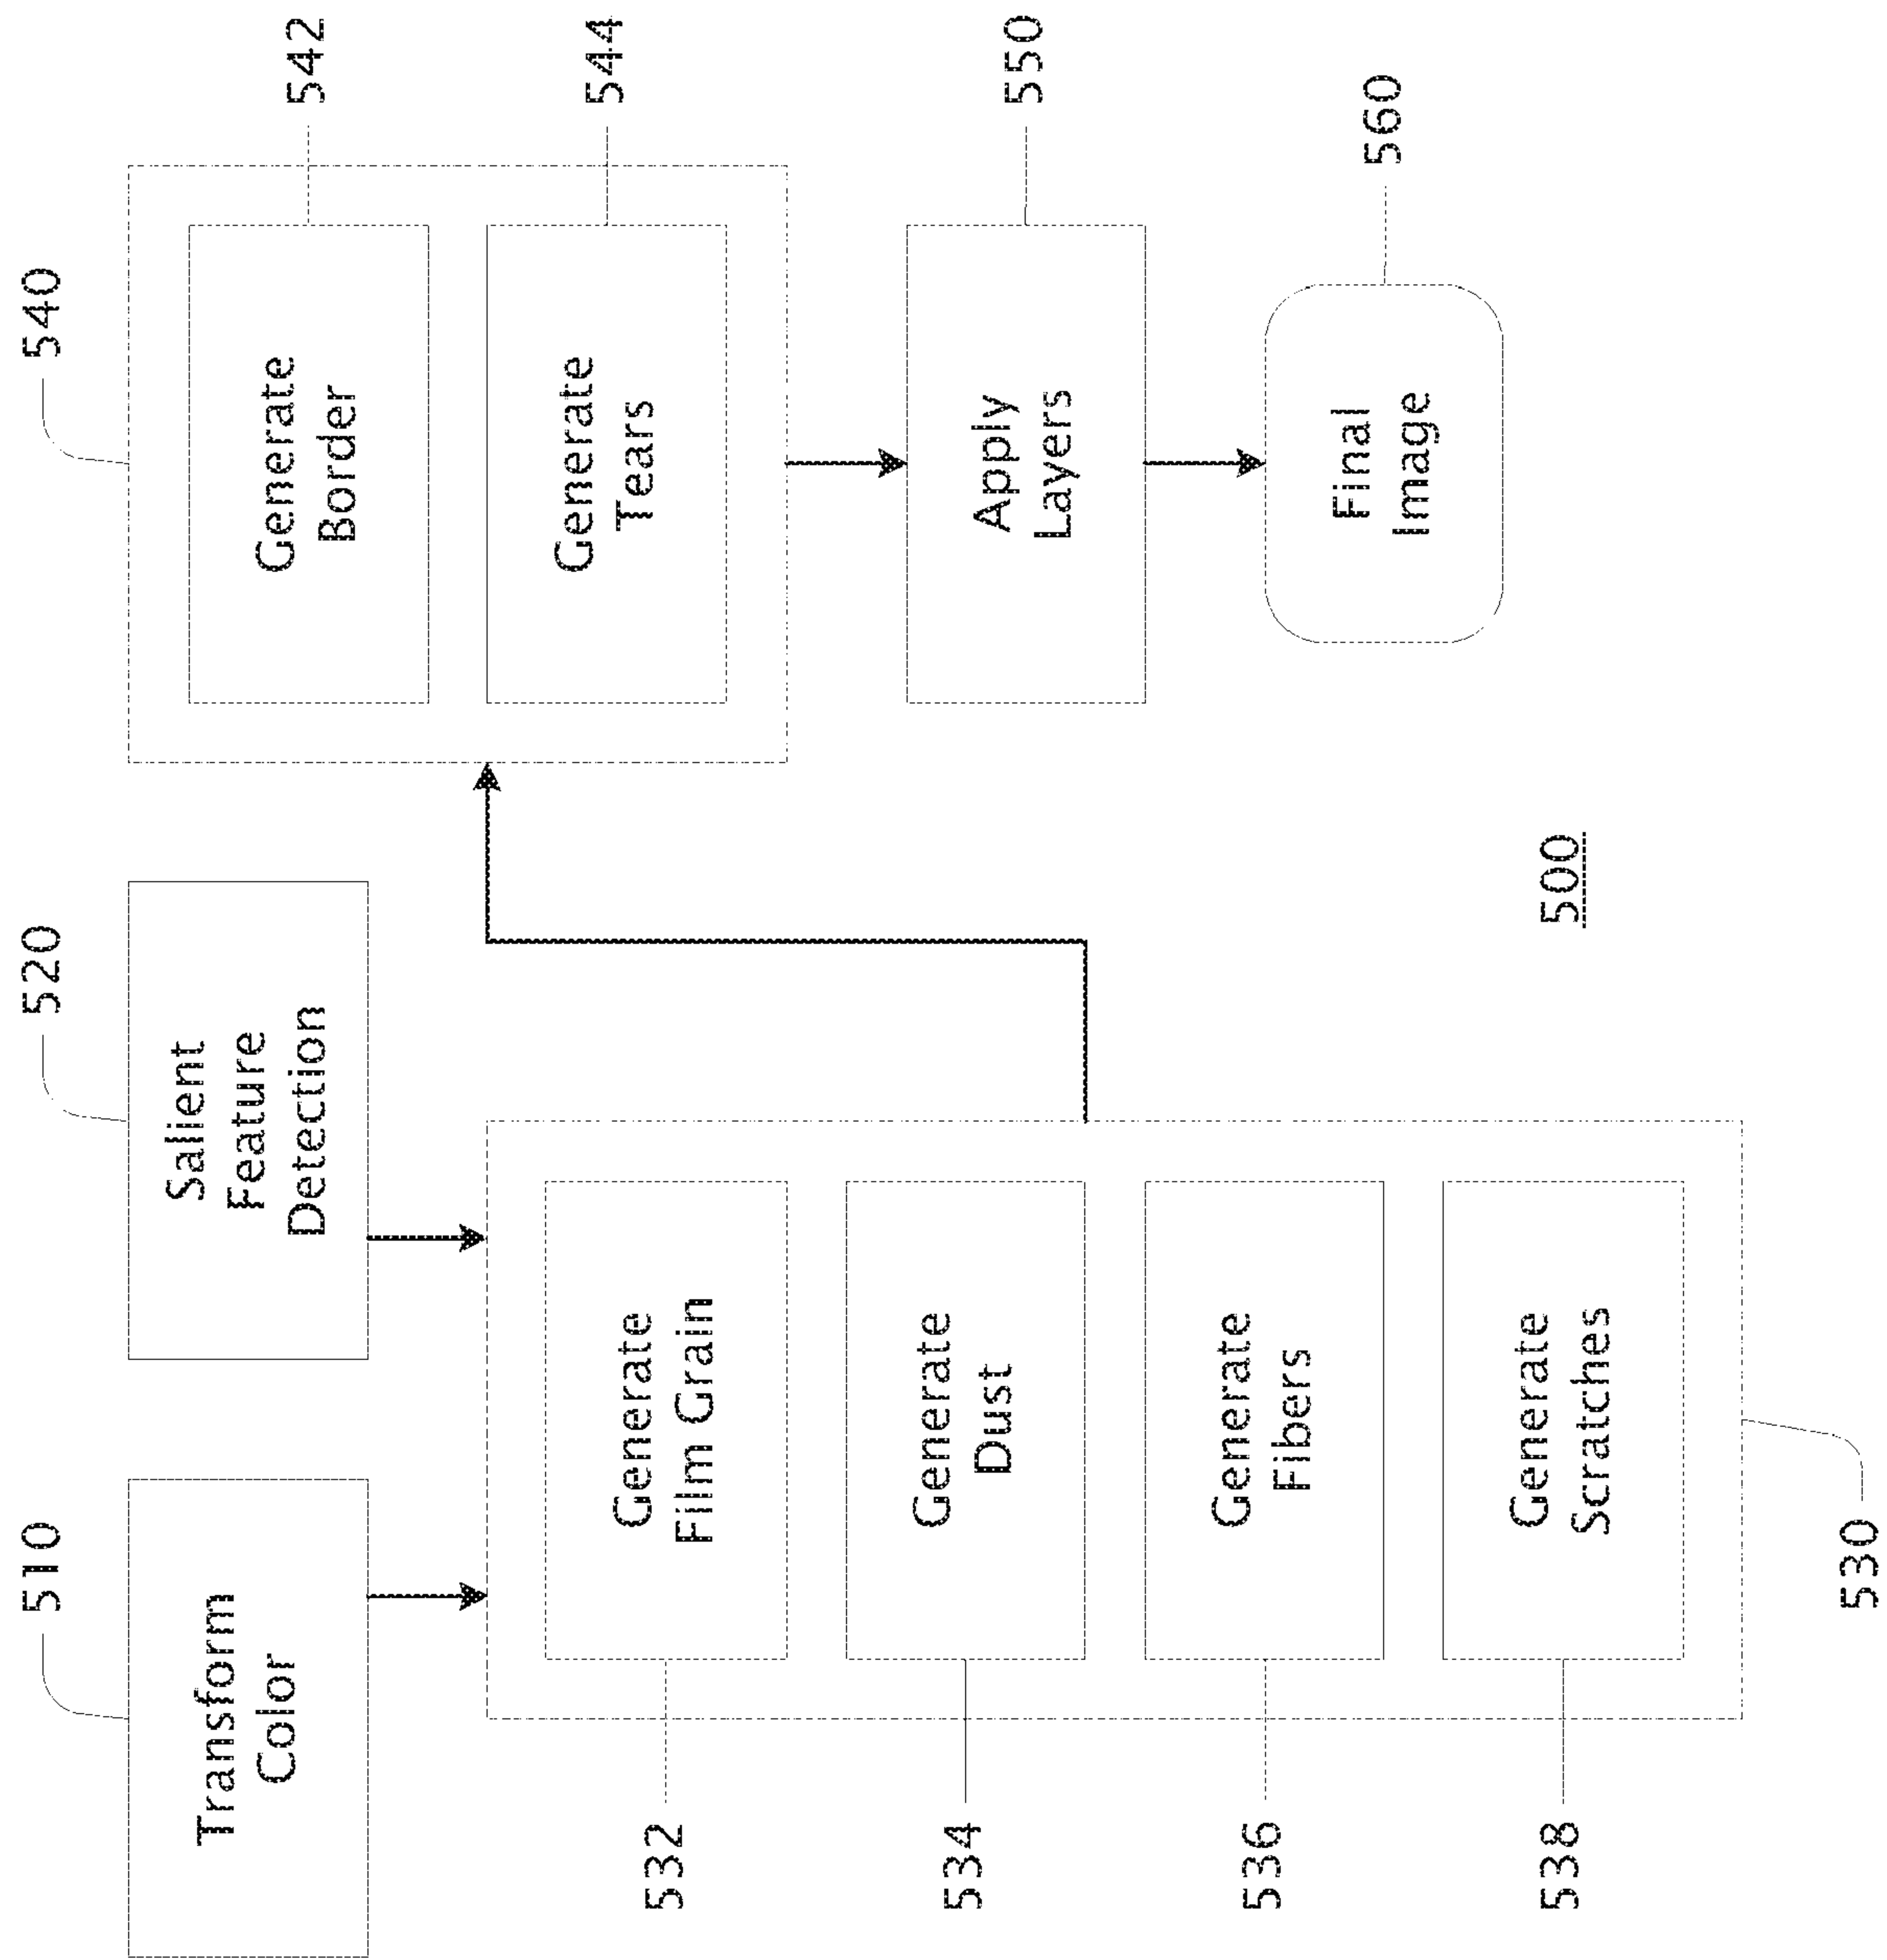 510
Transform
Color
520
Salient
Feature
Detection
532
Generate
Film Grain
534
Generate
Dust
536
Generate
Fibers
538
Generate
Scratches
530
540
Generate
Border
542
Generate
Tears
544
Apply
Layers
550
Final
Image
560
500